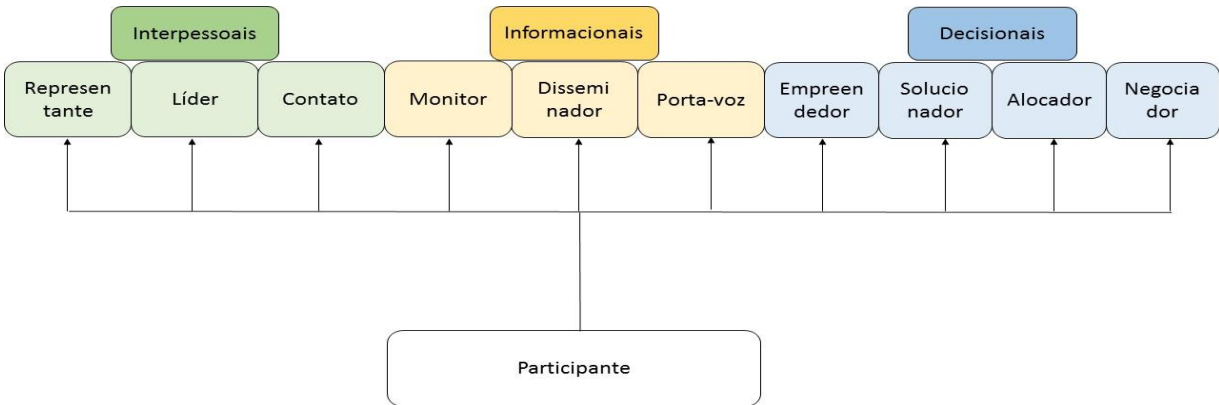 Interpessoais
Informacionais
Decisionais
Represen
tante
Líder
Contato
Monitor
Dissemi
nador
Porta-voz
Empreen
dedor
Solucio
nador
Alocador
Negocia
dor
Participante